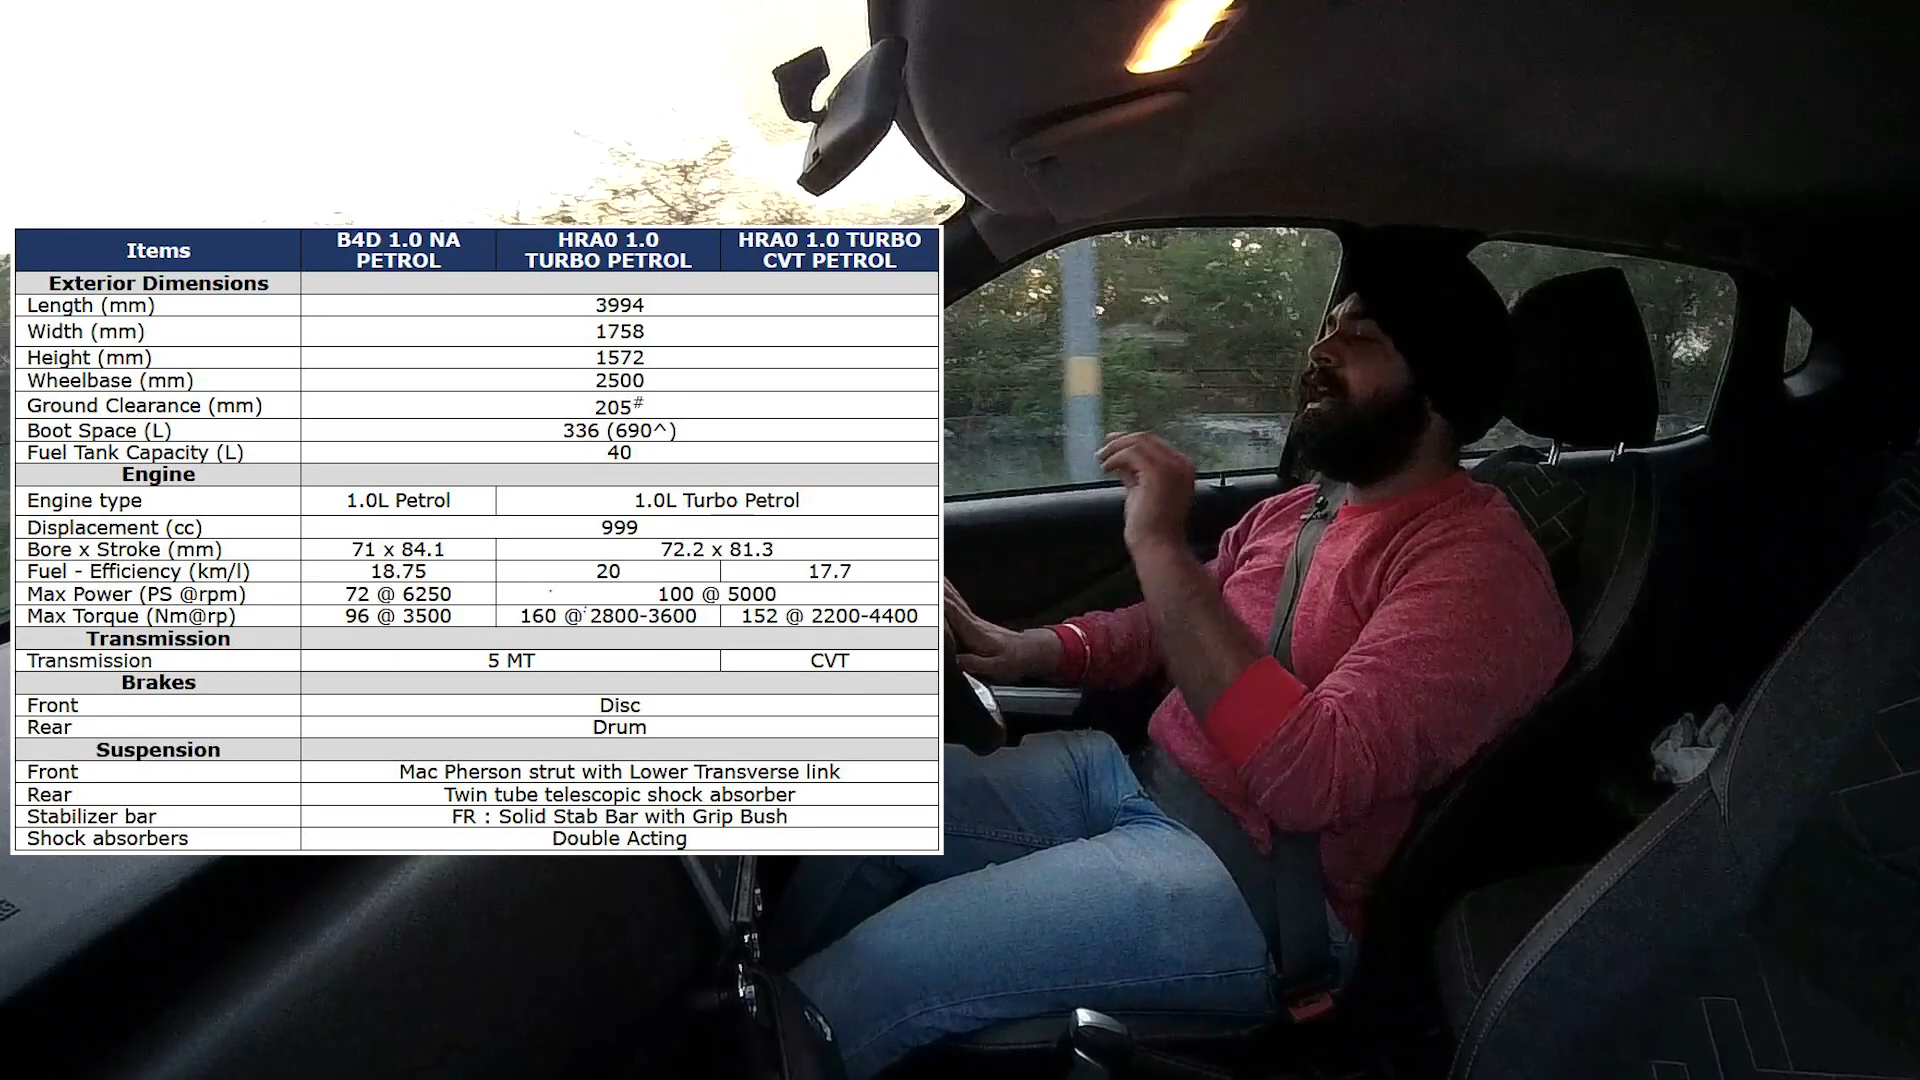 Items B4D 1.0 NA PETROL HRA0 1.0 TURBO PETROL HRA0 1.0 TURBO CVT PETROL
Exterior Dimensions
Length (mm) 3994
Width (mm) 1758
Height (mm) 1572
Wheelbase (mm) 2500
Ground Clearance (mm) 205#
Boot Space (L) 336 (690^)
Fuel Tank Capacity (L) 40
Engine
Engine type 1.0L Petrol 1.0L Turbo Petrol
Displacement (cc) 999
Bore x Stroke (mm) 71 x 84.1 72.2 x 81.3
Fuel - Efficiency (km/l) 18.75 20 17.7
Max Power (PS @rpm) 72 @ 6250 100 @ 5000
Max Torque (Nm@rp) 96 @ 3500 160 @ 2800-3600 152 @ 2200-4400
Transmission
Transmission 5 MT CVT
Brakes
Front Disc
Rear Drum
Suspension
Front Mac Pherson strut with Lower Transverse link
Rear Twin tube telescopic shock absorber
Stabilizer bar FR : Solid Stab Bar with Grip Bush
Shock absorbers Double Acting